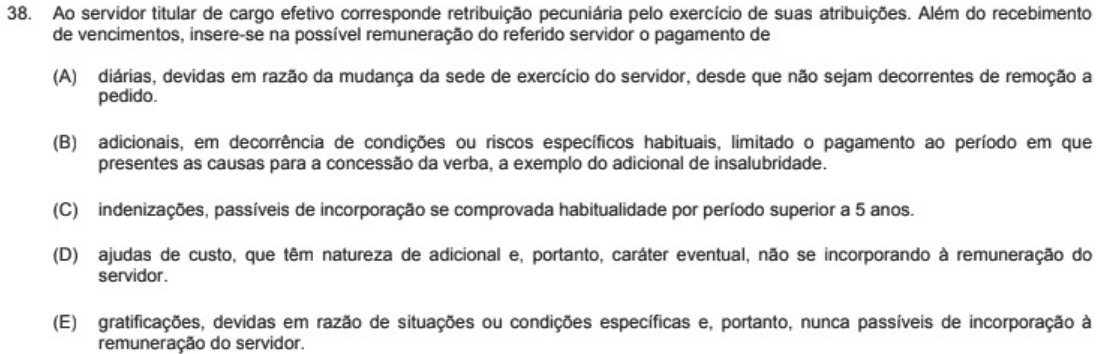 38. Ao servidor titular de cargo efetivo corresponde retribuição pecuniária pelo exercício de suas atribuições. Além do recebimento
de vencimentos, insere-se na possível remuneração do referido servidor o pagamento de
(A) diárias, devidas em razão da mudança da sede de exercício do servidor, desde que não sejam decorrentes de remoção a
pedido.
(B) adicionais, em decorrência de condições ou riscos específicos habituais, limitado o pagamento ao período em que
presentes as causas para a concessão da verba, a exemplo do adicional de insalubridade.
(C) indenizações, passíveis de incorporação se comprovada habitualidade por período superior a 5 anos.
(D) ajudas de custo, que têm natureza de adicional e, portanto, caráter eventual, não se incorporando à remuneração do
servidor.
(E) gratificações, devidas em razão de situações ou condições específicas e, portanto, nunca passíveis de incorporação à
remuneração do servidor.